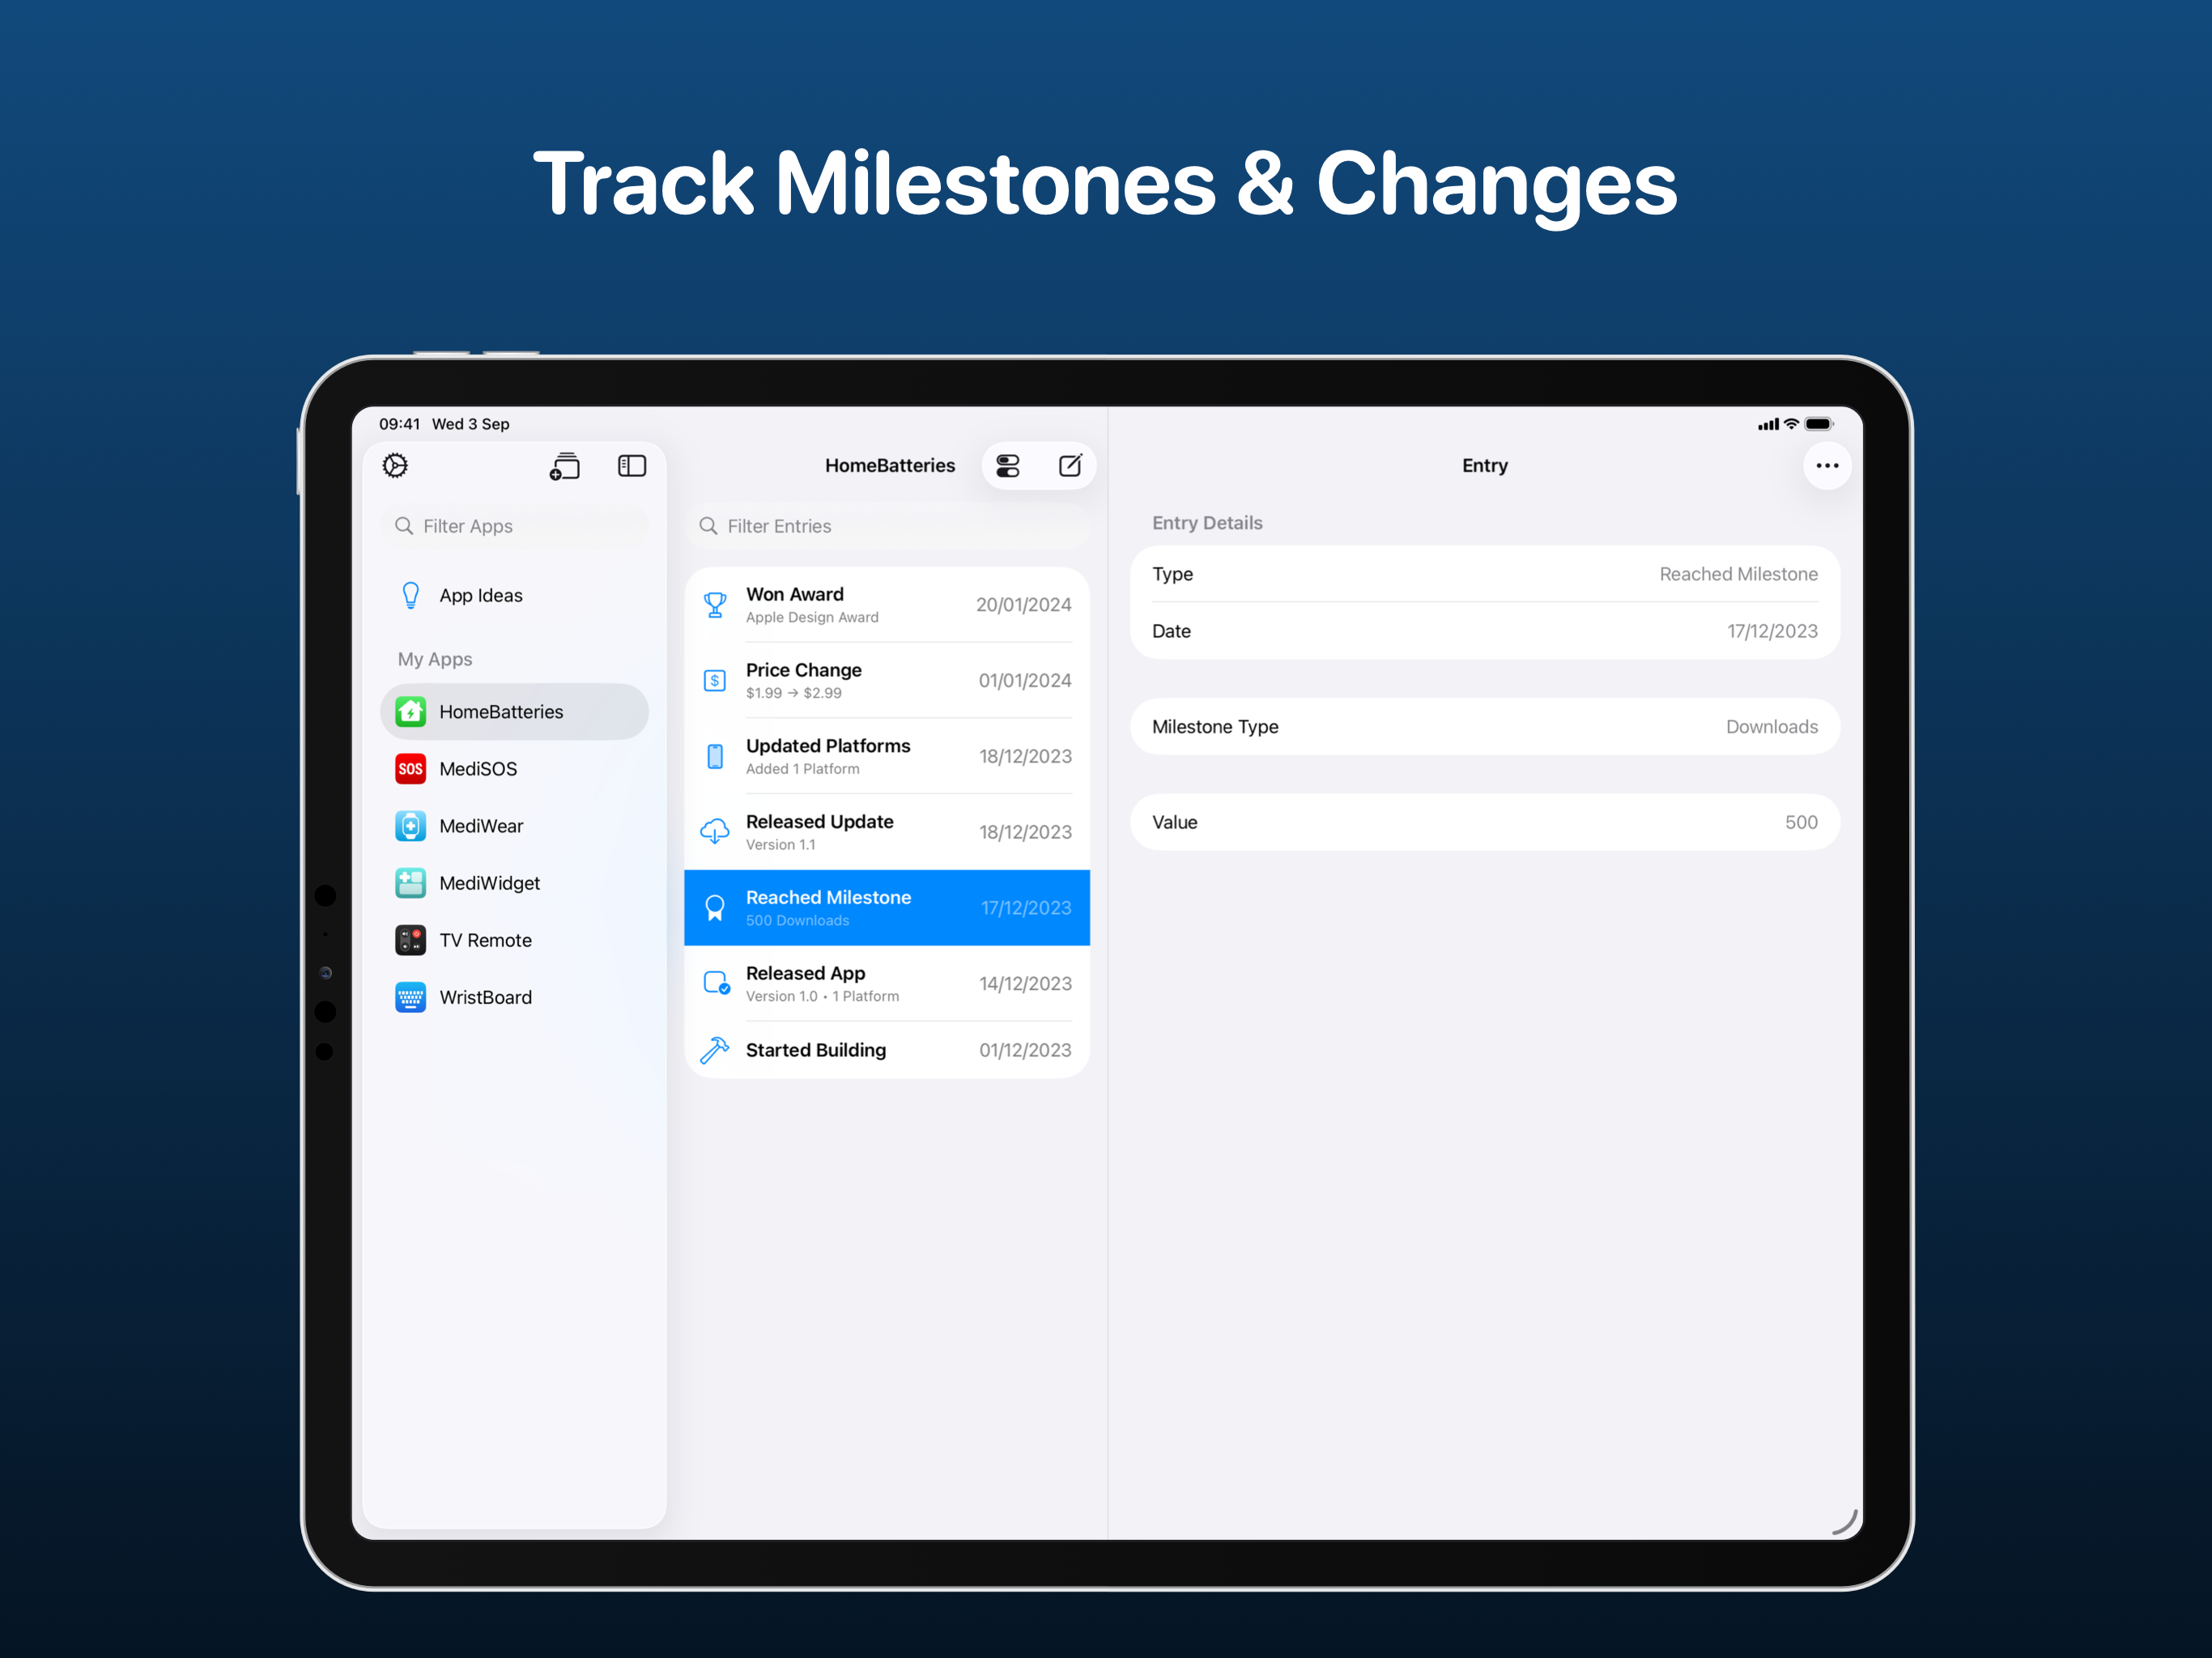 Track Milestones & Changes
09:41 Wed 3 Sep
Filter Apps
App Ideas
My Apps
HomeBatteries
SOS
MediSOS
MediWear
MediWidget
TV Remote
WristBoard
HomeBatteries
Filter Entries
Won Award
Apple Design Award
20/01/2024
$
Price Change
$1.99 → $2.99
01/01/2024
Updated Platforms
Added 1 Platform
18/12/2023
Released Update
Version 1.1
18/12/2023
Reached Milestone
500 Downloads
17/12/2023
Released App
Version 1.0 • 1 Platform
14/12/2023
Started Building
01/12/2023
Entry
Entry Details
Type Reached Milestone
Date 17/12/2023
Milestone Type Downloads
Value 500